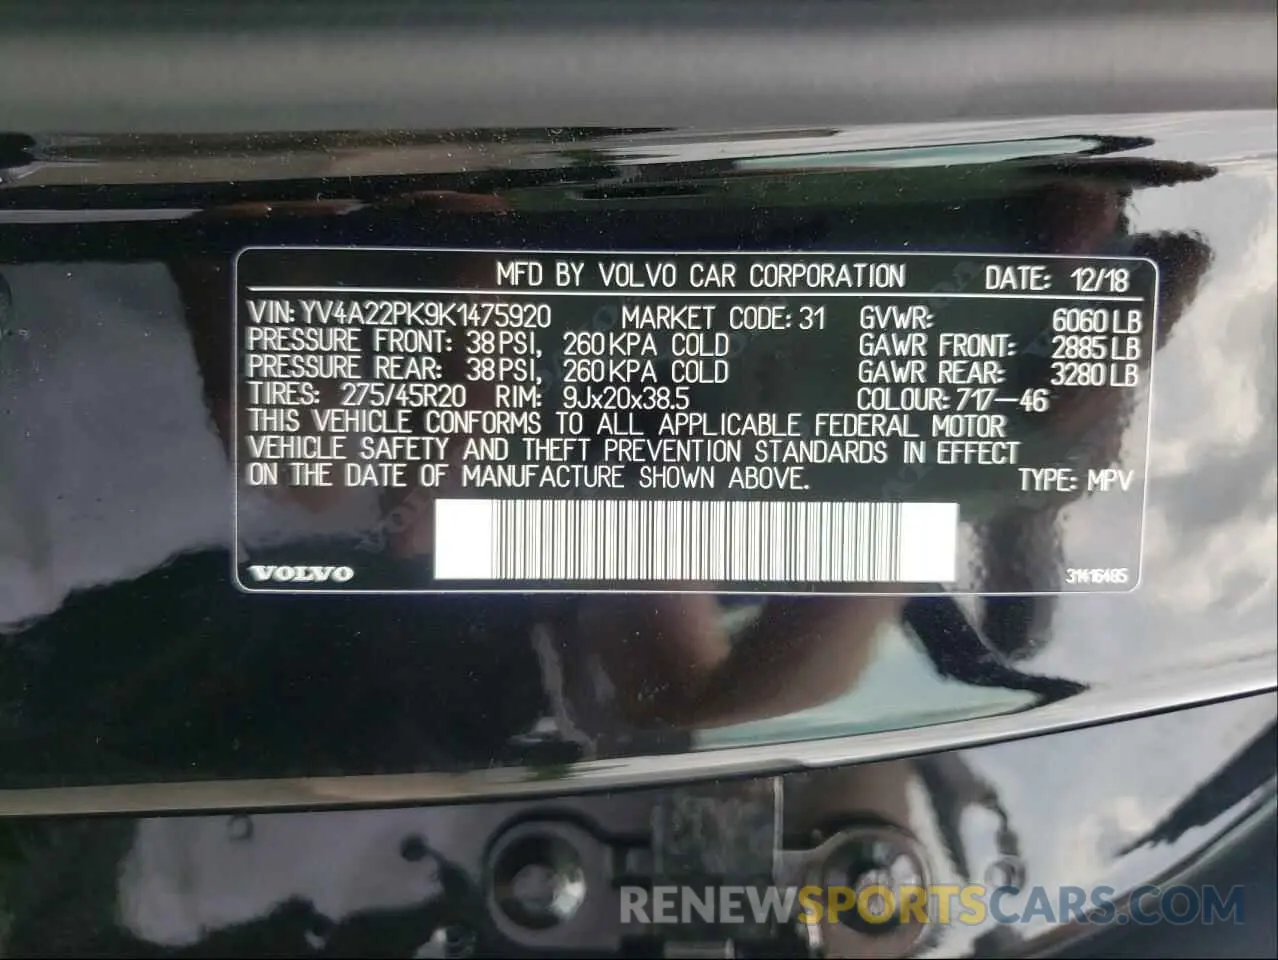 MFD BY VOLVO CAR CORPORATION DATE: 12/18
VIN: YV4A22PK9K1475920 MARKET CODE: 31 GVWR: 6060 LB
PRESSURE FRONT: 38 PSI, 260 KPA COLD GAWR FRONT: 2885 LB
PRESSURE REAR: 38 PSI, 260 KPA COLD GAWR REAR: 3280 LB
TIRES: 275/45R20 RIM: 9Jx20x38.5 COLOUR: 717-46
THIS VEHICLE CONFORMS TO ALL APPLICABLE FEDERAL MOTOR
VEHICLE SAFETY AND THEFT PREVENTION STANDARDS IN EFFECT
ON THE DATE OF MANUFACTURE SHOWN ABOVE. TYPE: MPV
VOLVO 31416485
RENEWSPORTSCARS.COM